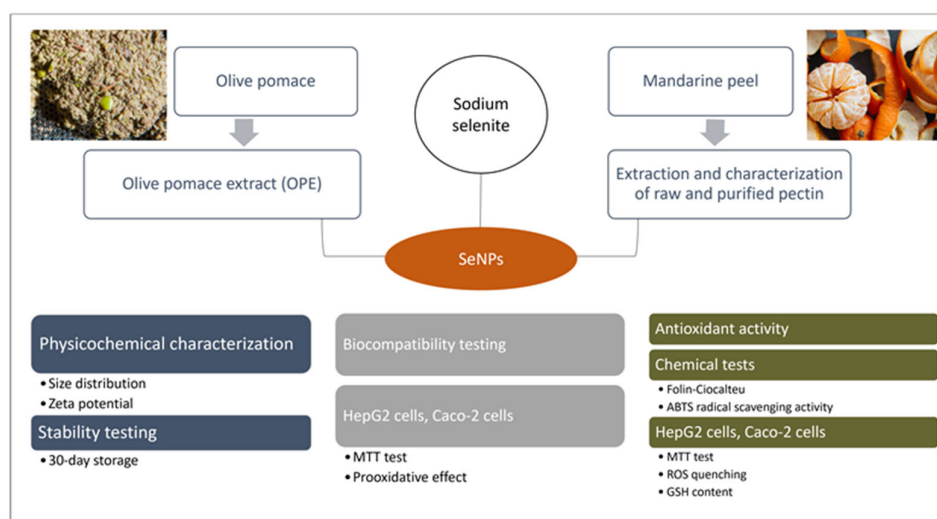 Olive pomace
Sodium
selenite
Mandarine peel
Olive pomace extract (OPE)
Extraction and characterization
of raw and purified pectin
SeNPs
Physicochemical characterization
• Size distribution
• Zeta potential
Stability testing
• 30-day storage
Biocompatibility testing
HepG2 cells, Caco-2 cells
• MTT test
• Prooxidative effect
Antioxidant activity
Chemical tests
• Folin-Ciocalteu
• ABTS radical scavenging activity
HepG2 cells, Caco-2 cells
• MTT test
• ROS quenching
• GSH content